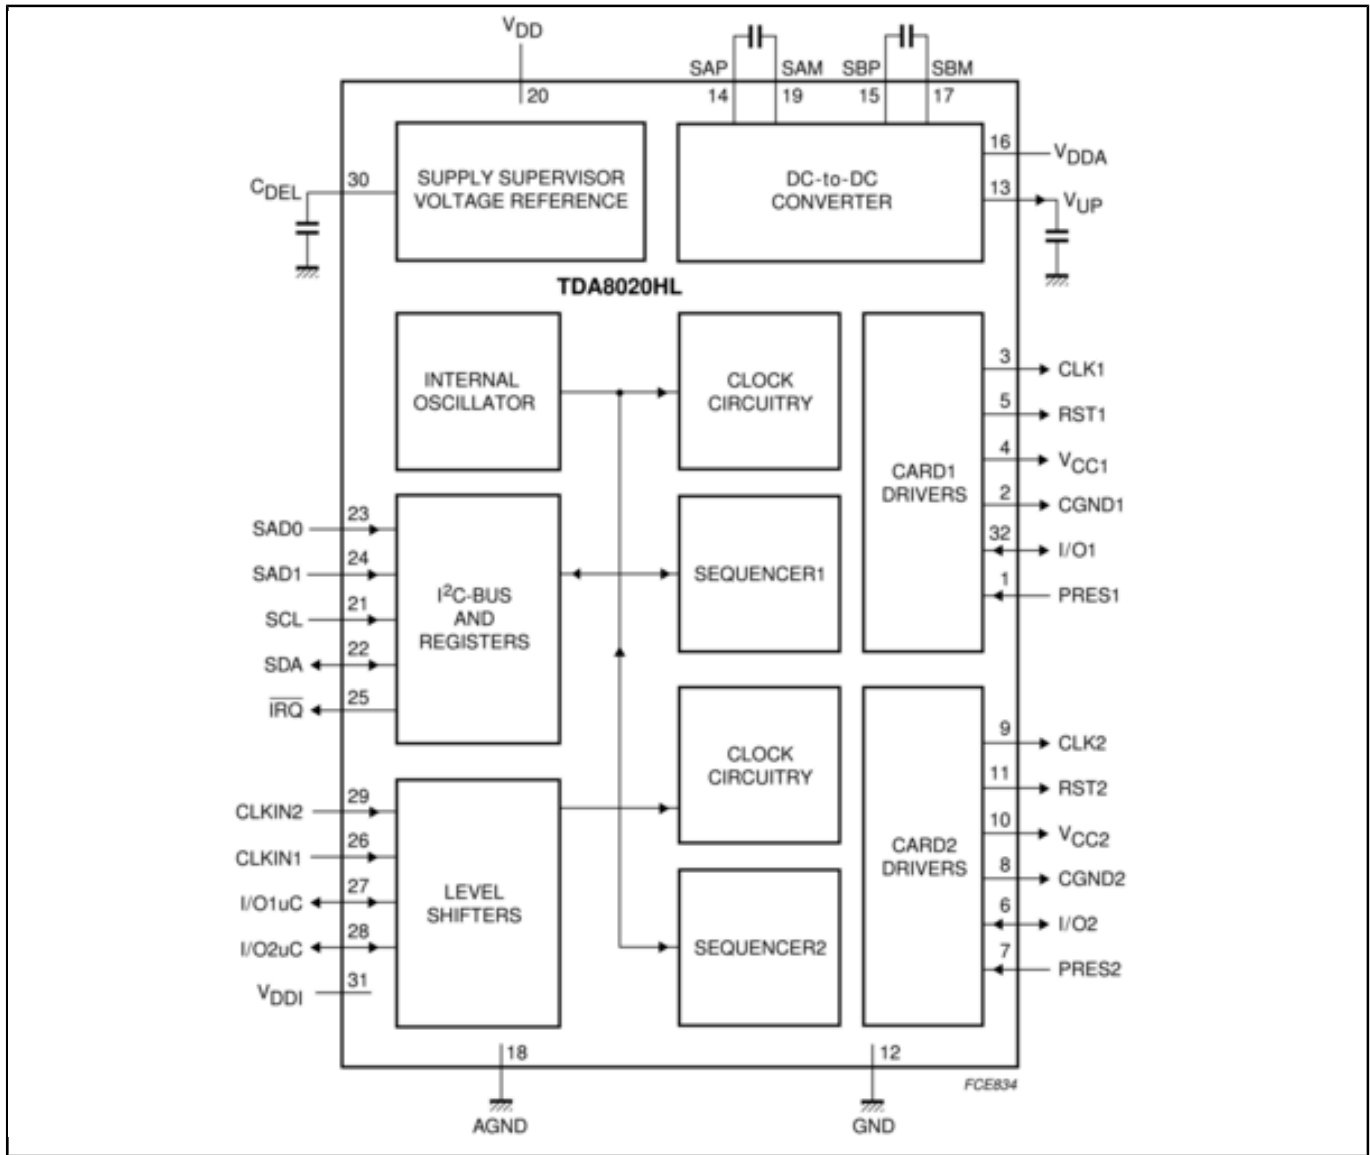 VDD
SAP
SAM
SBP
SBM
14
19
15
17
20
16
VDDA
CDEL
30
SUPPLY SUPERVISOR
VOLTAGE REFERENCE
DC-to-DC
CONVERTER
13
VUP
TDA8020HL
INTERNAL
OSCILLATOR
CLOCK
CIRCUITRY
CARD1
DRIVERS
3
CLK1
5
RST1
4
VCC1
2
CGND1
32
I/O1
1
PRES1
SAD0
23
SAD1
24
SCL
21
SDA
22
IRQ
25
I²C-BUS
AND
REGISTERS
SEQUENCER1
CLOCK
CIRCUITRY
CLKIN2
29
CLKIN1
26
I/O1uC
27
I/O2uC
28
VDDI
31
LEVEL
SHIFTERS
SEQUENCER2
CARD2
DRIVERS
9
CLK2
11
RST2
10
VCC2
8
CGND2
6
I/O2
7
PRES2
18
12
FCE834
AGND
GND